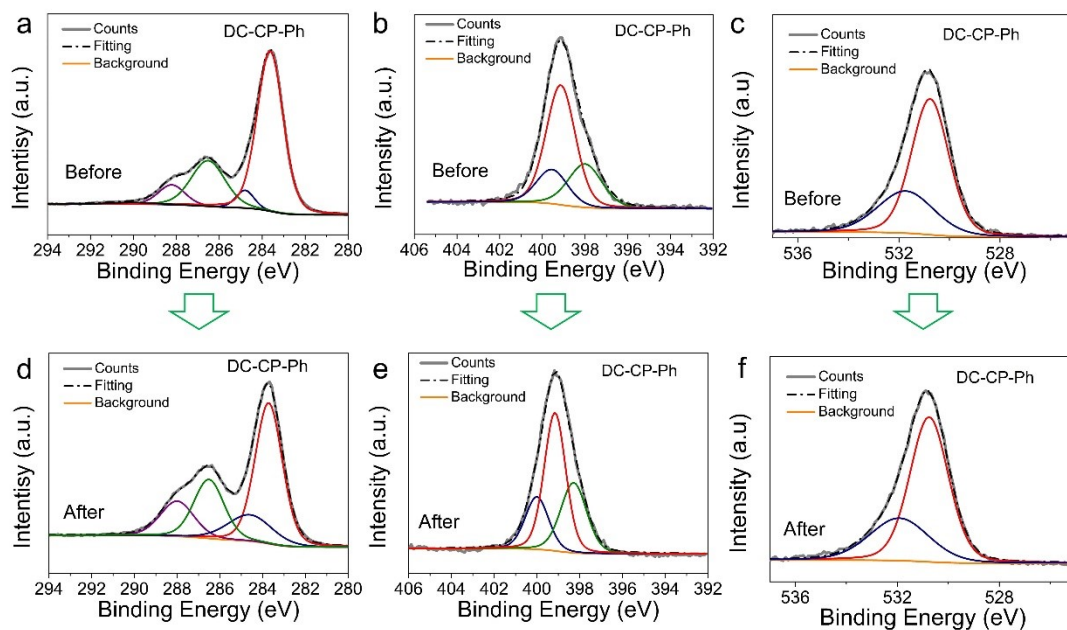 a
Counts
Fitting
Background
DC-CP-Ph
Before
Intentisy (a.u.)
294 292 290 288 286 284 282 280
Binding Energy (eV)
b
Counts
Fitting
Background
DC-CP-Ph
Before
Intensity (a.u.)
406 404 402 400 398 396 394 392
Binding Energy (eV)
c
Counts
Fitting
Background
DC-CP-Ph
Before
Intensity (a.u)
536 532 528
Binding Energy (eV)
d
Counts
Fitting
Background
DC-CP-Ph
After
Intentisy (a.u.)
294 292 290 288 286 284 282 280
Binding Energy (eV)
e
Counts
Fitting
Background
DC-CP-Ph
After
Intensity (a.u.)
406 404 402 400 398 396 394 392
Binding Energy (eV)
f
Counts
Fitting
Background
DC-CP-Ph
After
Intensity (a.u)
536 532 528
Binding Energy (eV)